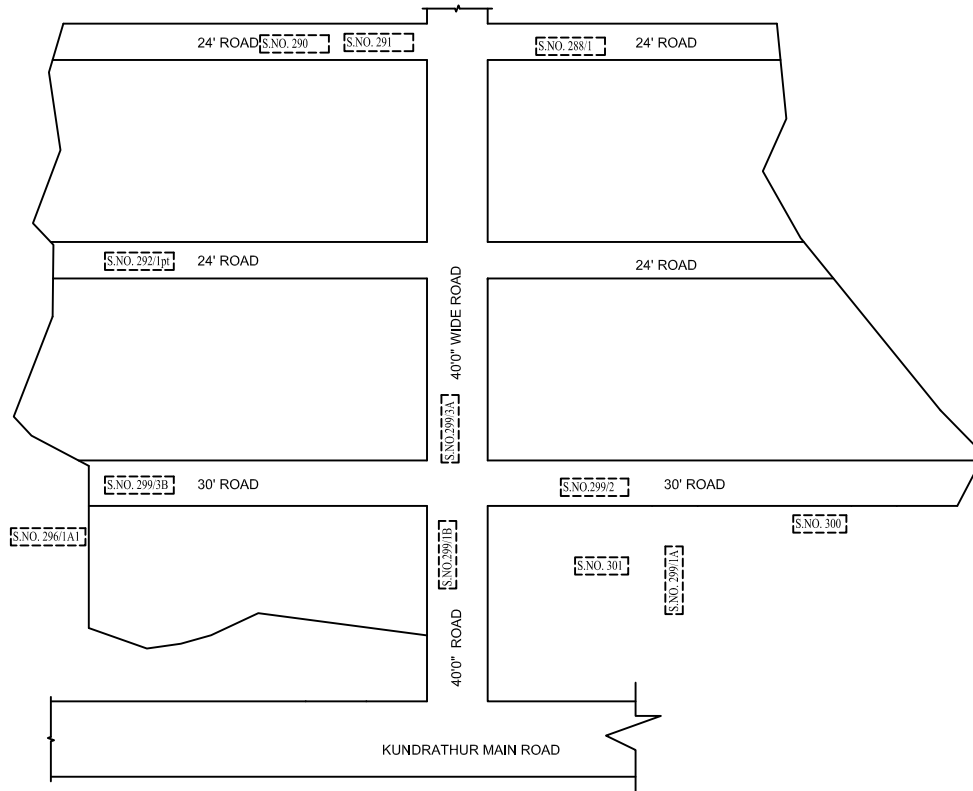 24' ROAD
S.NO. 290
S.NO. 291
S.NO. 288/1
24' ROAD
S.NO. 292/1pt
24' ROAD
24' ROAD
40'0" WIDE ROAD
S.NO.299/3A
S.NO. 299/3B
30' ROAD
S.NO.299/2
30' ROAD
S.NO. 296/1A1
S.NO.299/1B
S.NO. 301
S.NO. 299/1A
S.NO. 300
40'0" ROAD
KUNDRATHUR MAIN ROAD